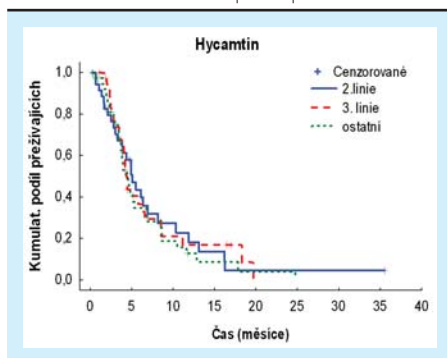 Hycamtin
Cenzorované
2.linie
3. linie
ostatní
Kumulat. podíl přežívajících
1,0
0,8
0,6
0,4
0,2
0,0
0 5 10 15 20 25 30 35 40
Čas (měsíce)